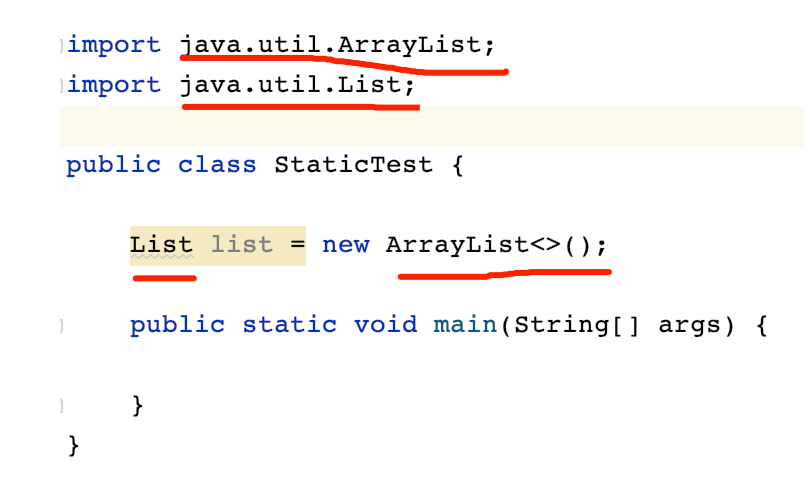 import java.util.ArrayList;
import java.util.List;
public class StaticTest {
List list = new ArrayList<>();
public static void main(String[] args) {
}
}